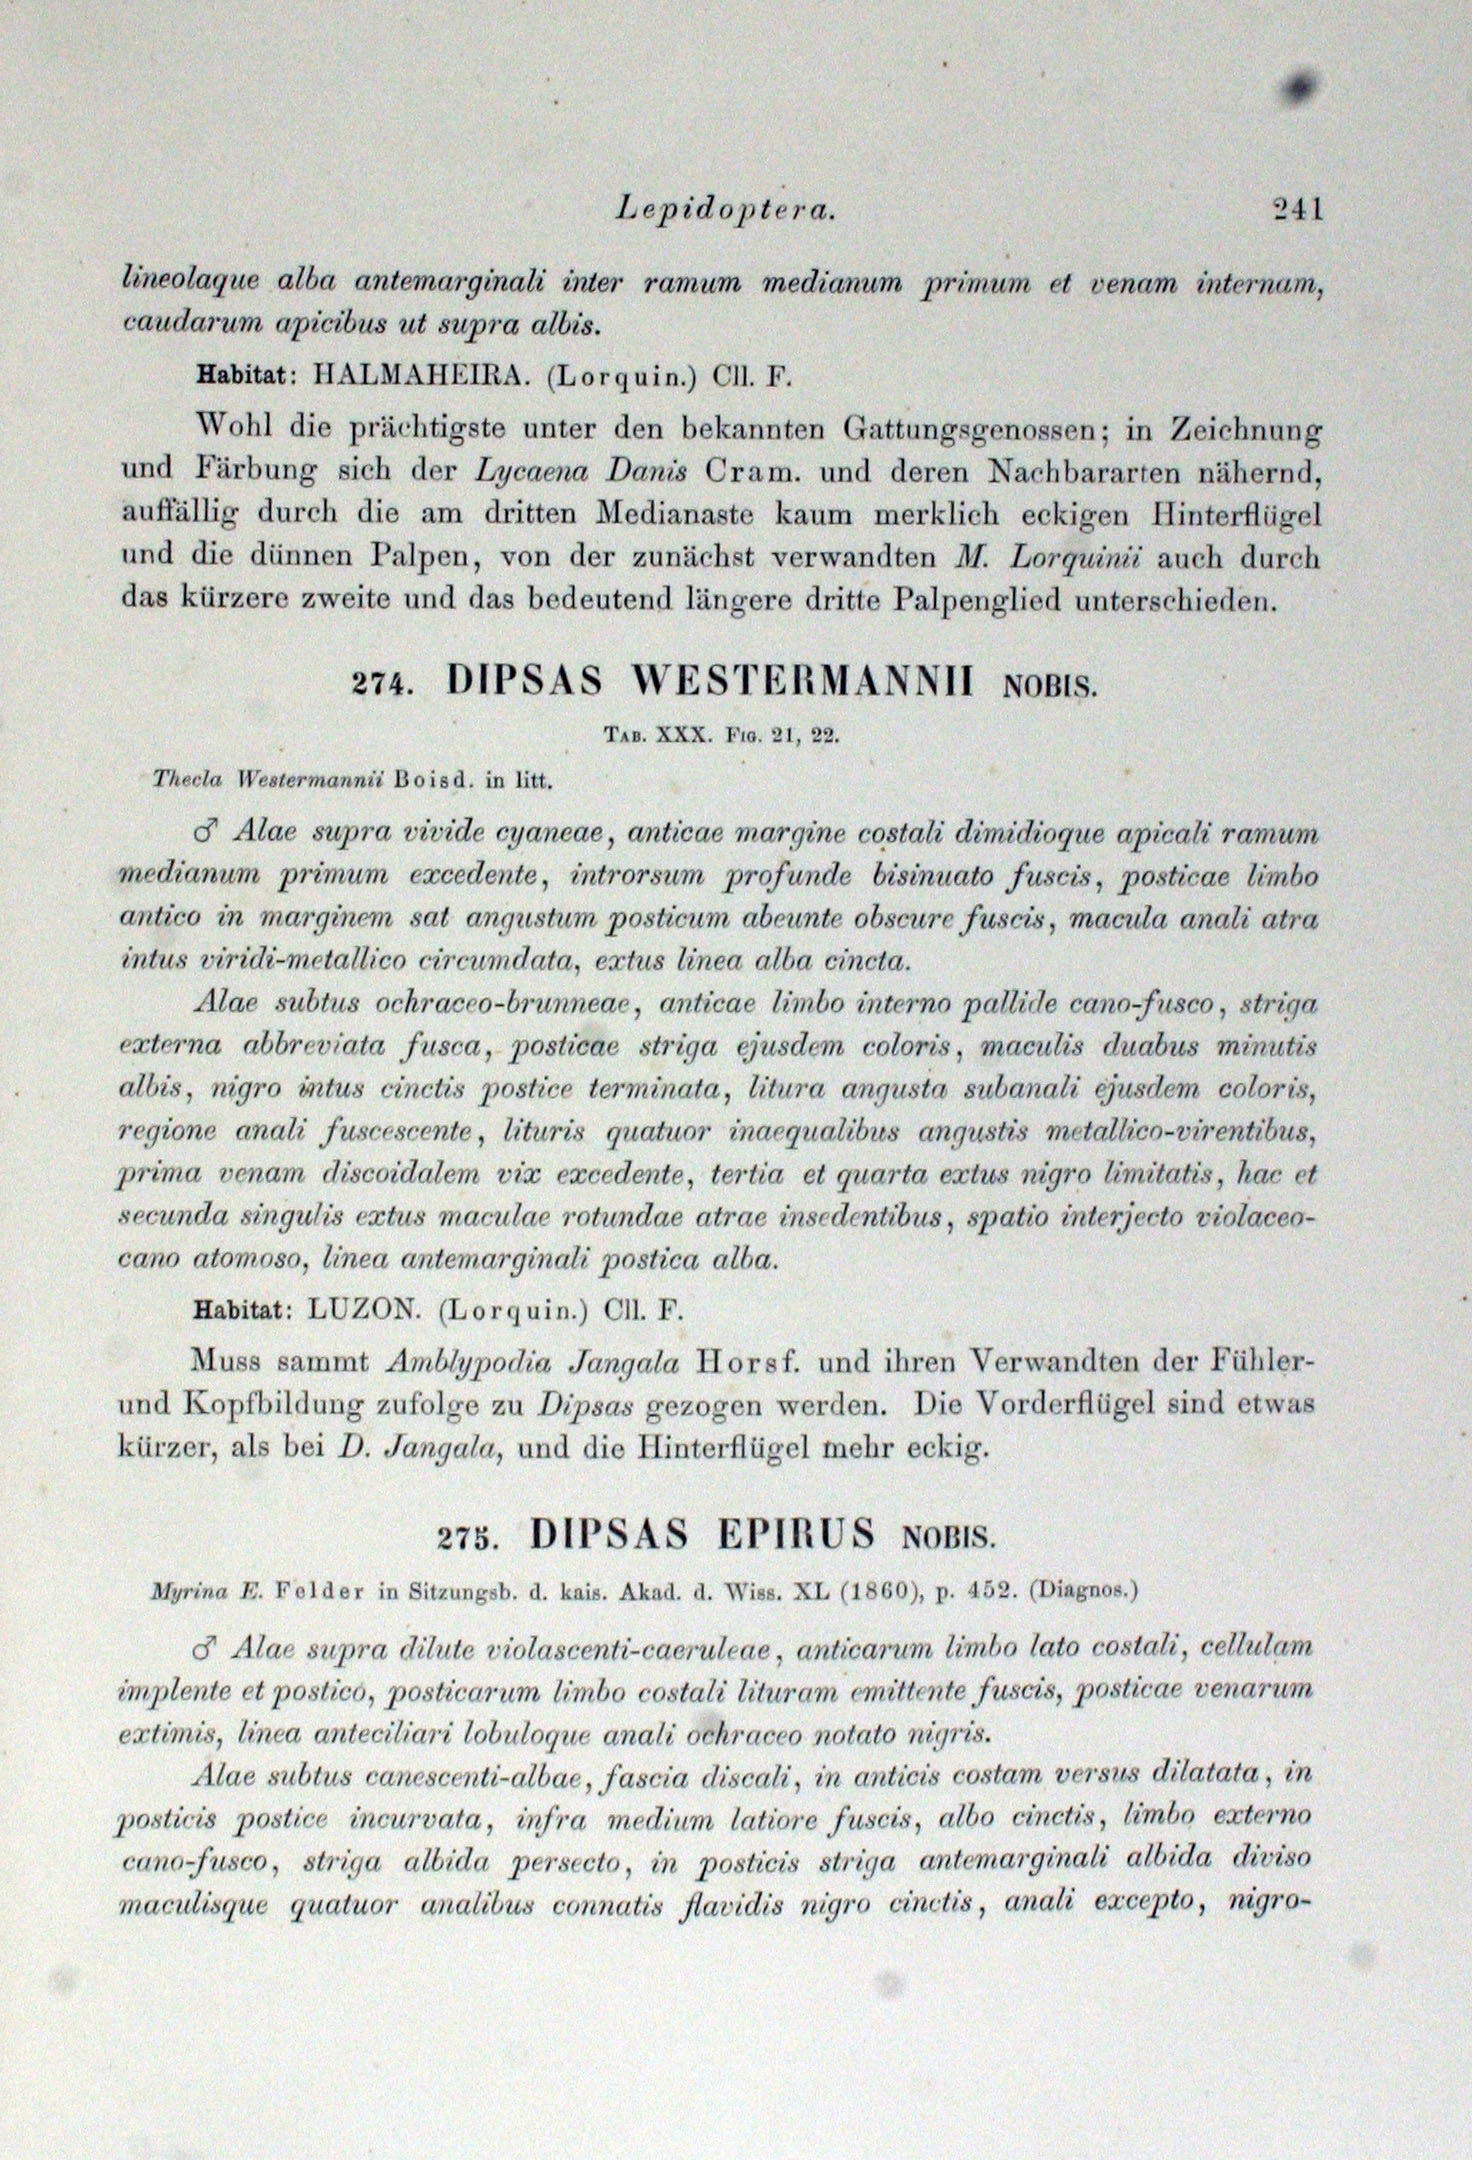 Lepidoptera. 241
lineolaque alba antemarginali inter ramum medianum primum et venam internam,
caudarum apicibus ut supra albis.
Habitat: HALMAHEIRA. (Lorquin.) Cll. F.
Wohl die prächtigste unter den bekannten Gattungsgenossen; in Zeichnung
und Färbung sich der Lycaena Danis Cram. und deren Nachbararten nähernd,
auffällig durch die am dritten Medianaste kaum merklich eckigen Hinterflügel
und die dünnen Palpen, von der zunächst verwandten M. Lorquinii auch durch
das kürzere zweite und das bedeutend längere dritte Palpenglied unterschieden.
274. DIPSAS WESTERMANNII NOBIS.
TAB. XXX. FIG. 21, 22.
Thecla Westermannii Boisd. in litt.
♂ Alae supra vivide cyaneae, anticae margine costali dimidioque apicali ramum
medianum primum excedente, introrsum profunde bisinuato fuscis, posticae limbo
antico in marginem sat angustum posticum abeunte obscure fuscis, macula anali atra
intus viridi-metallico circumdata, extus linea alba cincta.
Alae subtus ochraceo-brunneae, anticae limbo interno pallide cano-fusco, striga
externa abbreviata fusca, posticae striga ejusdem coloris, maculis duabus minutis
albis, nigro intus cinctis postice terminata, litura angusta subanali ejusdem coloris,
regione anali fuscescente, lituris quatuor inaequalibus angustis metallico-virentibus,
prima venam discoidalem vix excedente, tertia et quarta extus nigro limitatis, hac et
secunda singulis extus maculae rotundae atrae insedentibus, spatio interjecto violaceo-
cano atomoso, linea antemarginali postica alba.
Habitat: LUZON. (Lorquin.) Cll. F.
Muss sammt Amblypodia Jangala Horsf. und ihren Verwandten der Fühler-
und Kopfbildung zufolge zu Dipsas gezogen werden. Die Vorderflügel sind etwas
kürzer, als bei D. Jangala, und die Hinterflügel mehr eckig.
275. DIPSAS EPIRUS NOBIS.
Myrina E. Felder in Sitzungsb. d. kais. Akad. d. Wiss. XL (1860), p. 452. (Diagnos.)
♂ Alae supra dilute violascenti-caeruleae, anticarum limbo lato costali, cellulam
implente et postico, posticarum limbo costali lituram emittente fuscis, posticae venarum
extimis, linea anteciliari lobuloque anali ochraceo notato nigris.
Alae subtus canescenti-albae, fascia discali, in anticis costam versus dilatata, in
posticis postice incurvata, infra medium latiore fuscis, albo cinctis, limbo externo
cano-fusco, striga albida persecto, in posticis striga antemarginali albida diviso
maculisque quatuor analibus connatis flavidis nigro cinctis, anali excepto, nigro-